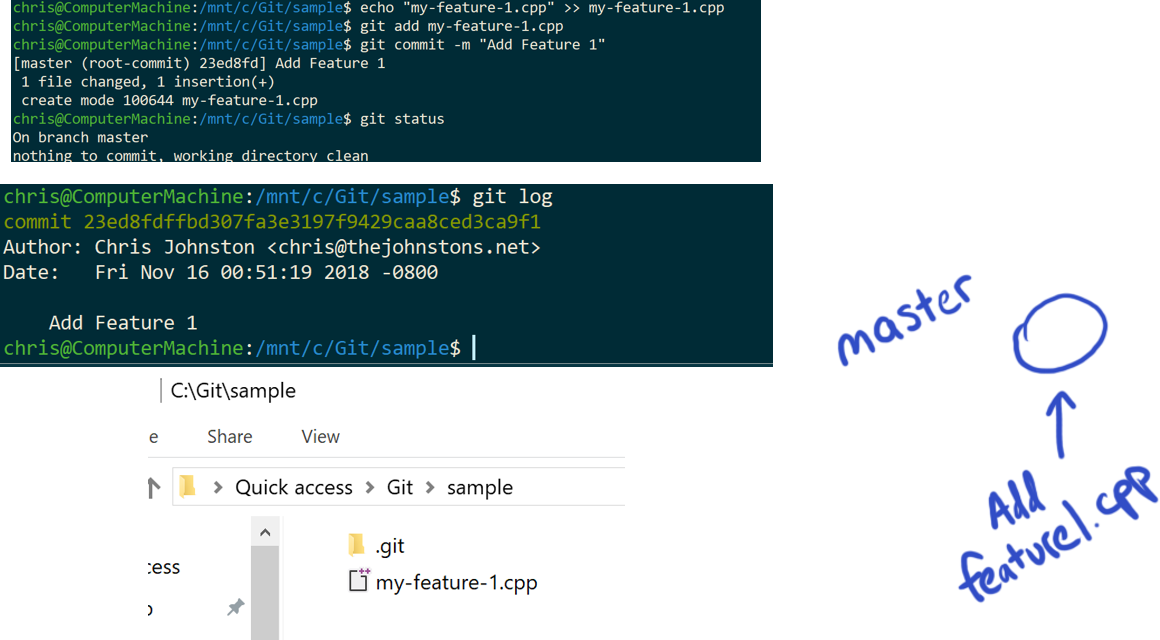 chris@ComputerMachine:/mnt/c/Git/sample$ echo "my-feature-1.cpp" >> my-feature-1.cpp
chris@ComputerMachine:/mnt/c/Git/sample$ git add my-feature-1.cpp
chris@ComputerMachine:/mnt/c/Git/sample$ git commit -m "Add Feature 1"
[master (root-commit) 23ed8fd] Add Feature 1
 1 file changed, 1 insertion(+)
 create mode 100644 my-feature-1.cpp
chris@ComputerMachine:/mnt/c/Git/sample$ git status
On branch master
nothing to commit, working directory clean
chris@ComputerMachine:/mnt/c/Git/sample$ git log
commit 23ed8fdffbd307fa3e3197f9429caa8ced3ca9f1
Author: Chris Johnston <chris@thejohnstons.net>
Date:   Fri Nov 16 00:51:19 2018 -0800
    Add Feature 1
chris@ComputerMachine:/mnt/c/Git/sample$
C:\Git\sample
e Share View
Quick access > Git > sample
.git
my-feature-1.cpp
cess
master
Add
feature1.cpp